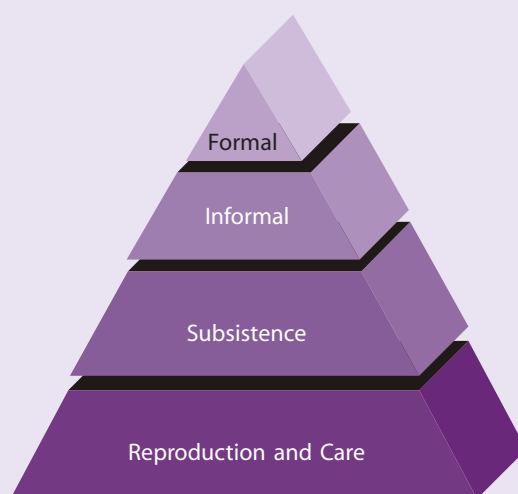 Formal
Informal
Subsistence
Reproduction and Care